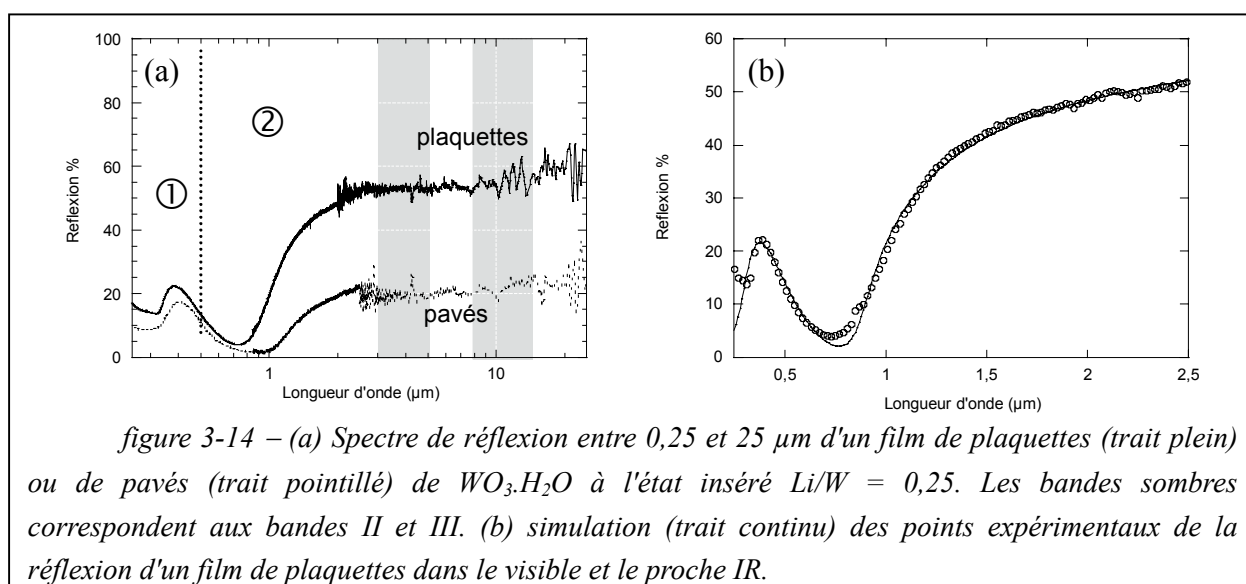 (a)
100
80
60
40
20
0
Réflexion %
①
②
plaquettes
pavés
1
10
Longueur d'onde (µm)
(b)
60
50
40
30
20
10
0
Réflexion %
0,5
1
1,5
2
2,5
Longueur d'onde (µm)
figure 3-14 – (a) Spectre de réflexion entre 0,25 et 25 µm d'un film de plaquettes (trait plein)
ou de pavés (trait pointillé) de WO₃.H₂O à l'état inséré Li/W = 0,25. Les bandes sombres
correspondent aux bandes II et III. (b) simulation (trait continu) des points expérimentaux de la
réflexion d'un film de plaquettes dans le visible et le proche IR.